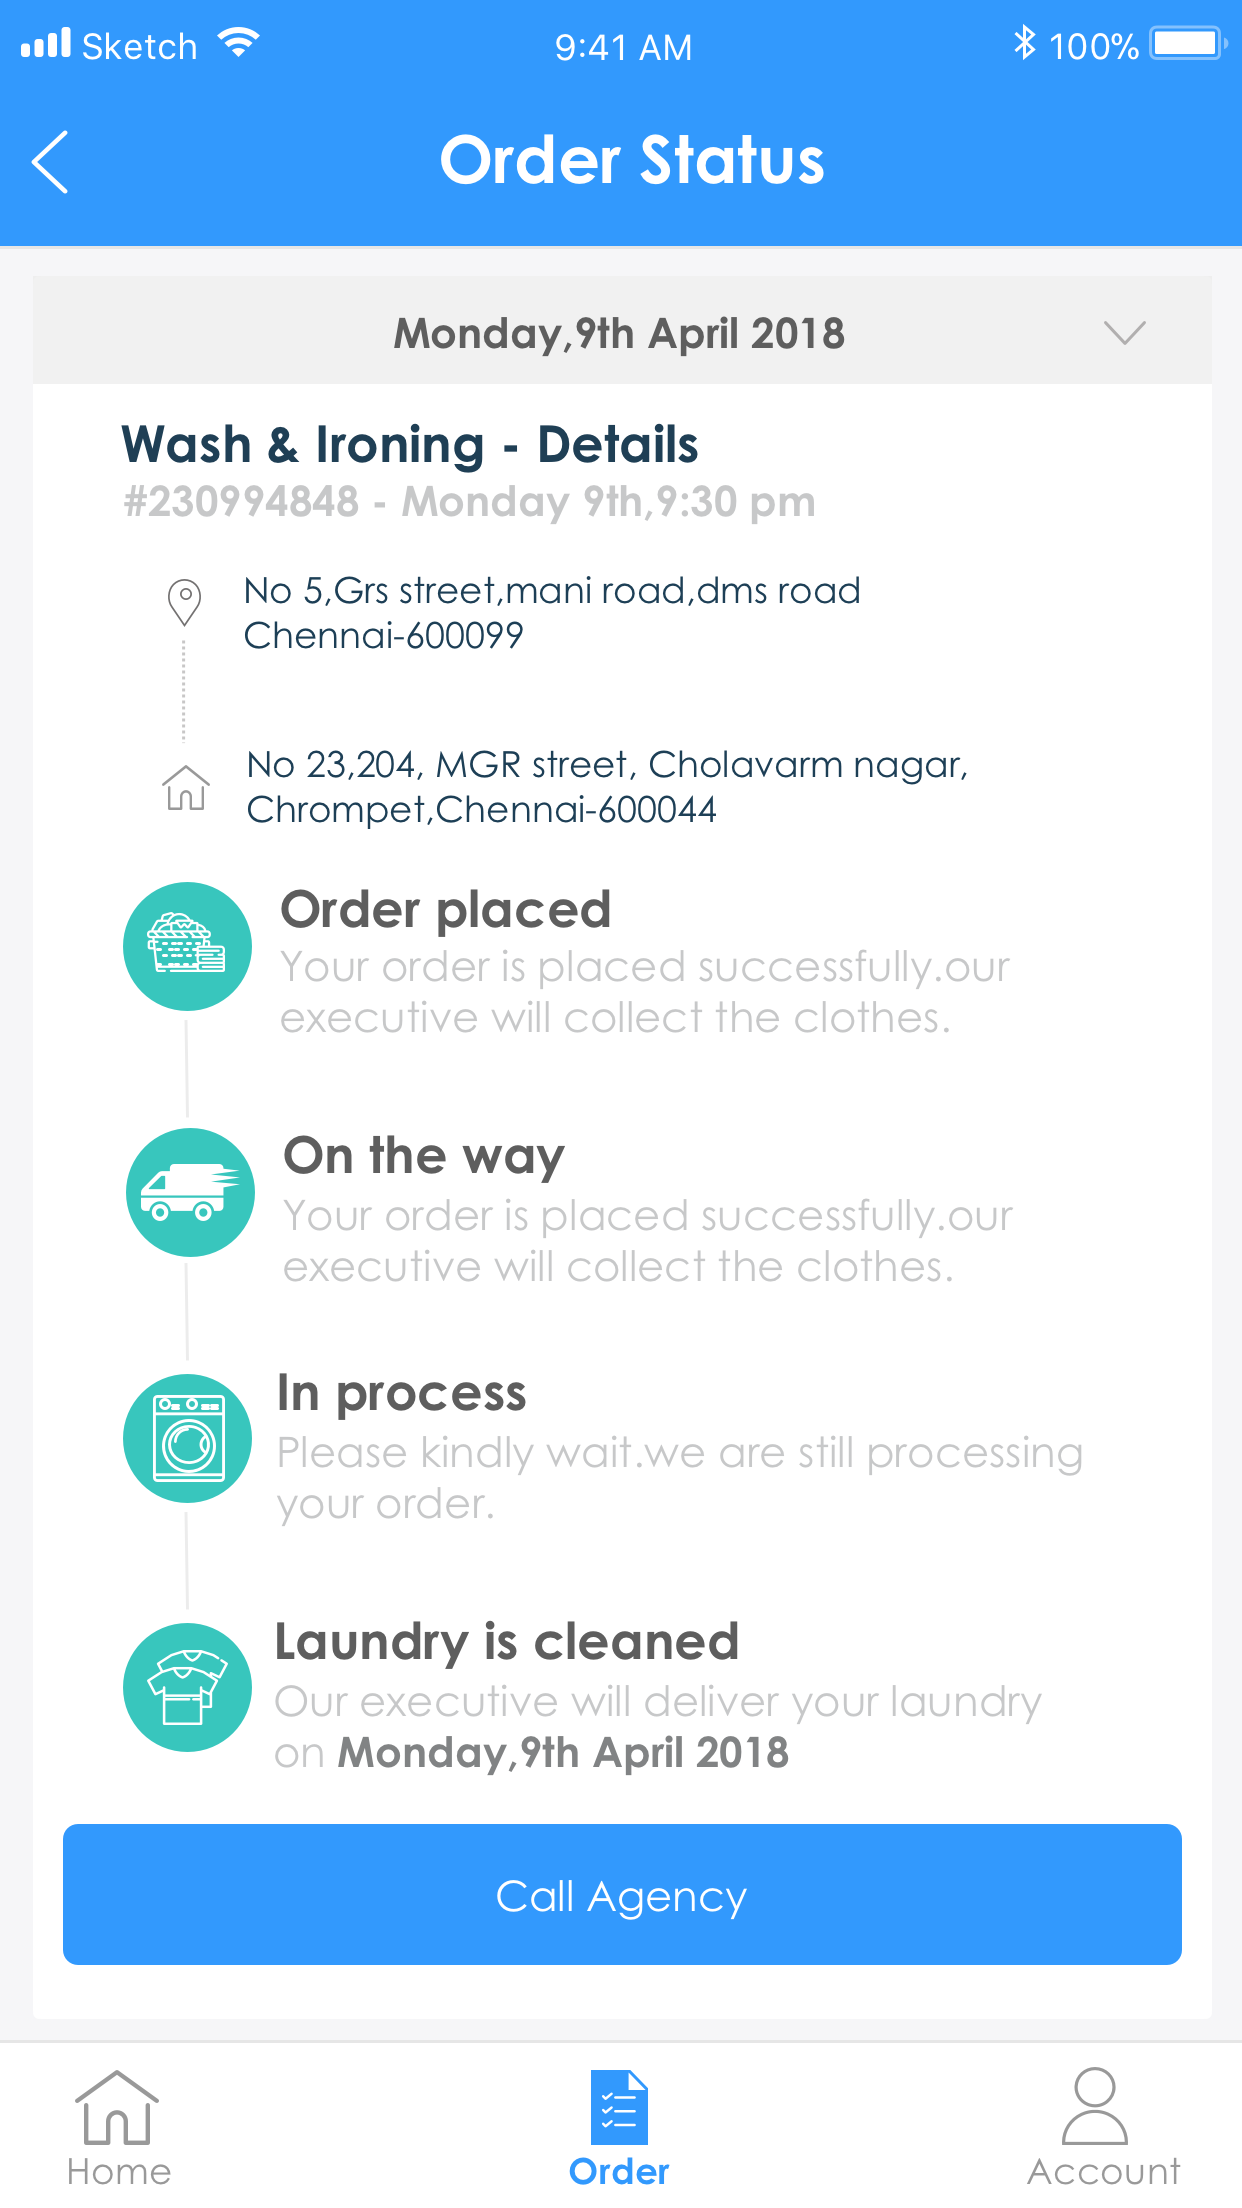 Sketch 9:41 AM 100%
Order Status
Monday,9th April 2018
Wash & Ironing - Details
#230994848 - Monday 9th,9:30 pm
No 5,Grs street,mani road,dms road
Chennai-600099
No 23,204, MGR street, Cholavarm nagar,
Chrompet,Chennai-600044
Order placed
Your order is placed successfully.our
executive will collect the clothes.
On the way
Your order is placed successfully.our
executive will collect the clothes.
In process
Please kindly wait.we are still processing
your order.
Laundry is cleaned
Our executive will deliver your laundry
on Monday,9th April 2018
Call Agency
Home Order Account